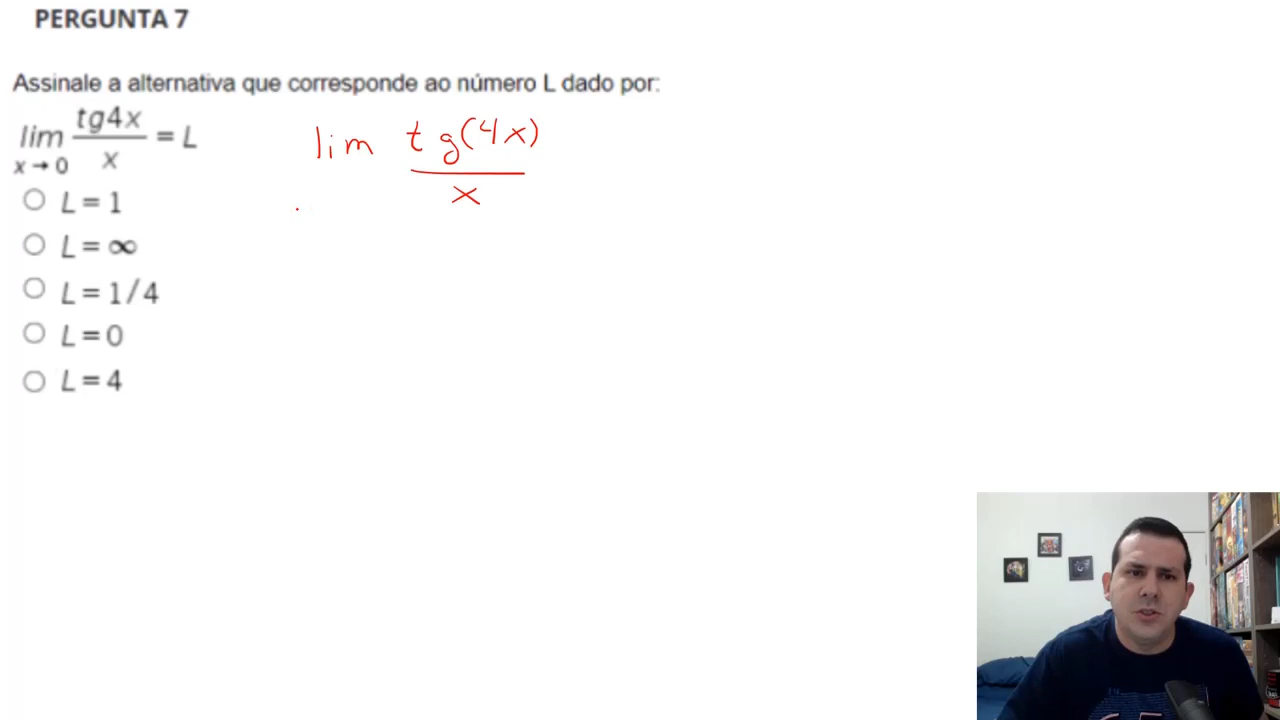 PERGUNTA 7
Assinale a alternativa que corresponde ao número L dado por:
lim x→0 tg4x/x = L
lim tg(4x)/x
L = 1
L = ∞
L = 1/4
L = 0
L = 4